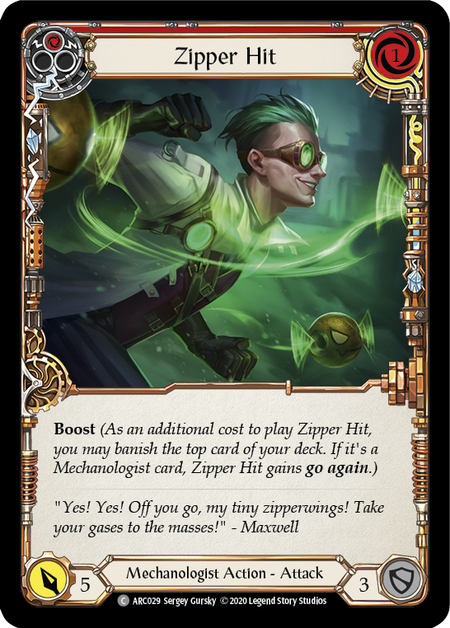 Zipper Hit
1
Boost (As an additional cost to play Zipper Hit,
you may banish the top card of your deck. If it's a
Mechanologist card, Zipper Hit gains go again.)
"Yes! Yes! Off you go, my tiny zipperwings! Take
your gases to the masses!" - Maxwell
5
Mechanologist Action - Attack
3
C ARC029 Sergey Gursky © 2020 Legend Story Studios